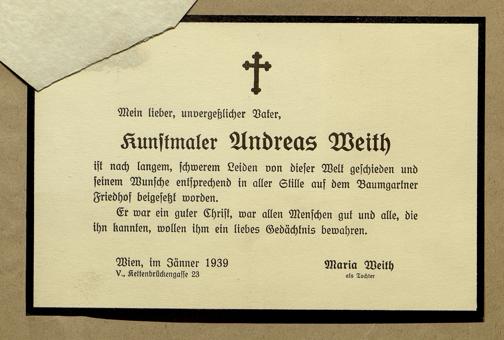 Mein lieber, unvergeßlicher Vater,
Kunstmaler Andreas Weith
ist nach langem, schwerem Leiden von dieser Welt geschieden und
seinem Wunsche entsprechend in aller Stille auf dem Baumgartner
Friedhof beigesetzt worden.
Er war ein guter Christ, war allen Menschen gut und alle, die
ihn kannten, wollen ihm ein liebes Gedächtnis bewahren.
Wien, im Jänner 1939
V., Kettenbrückengasse 23
Maria Weith
als Tochter